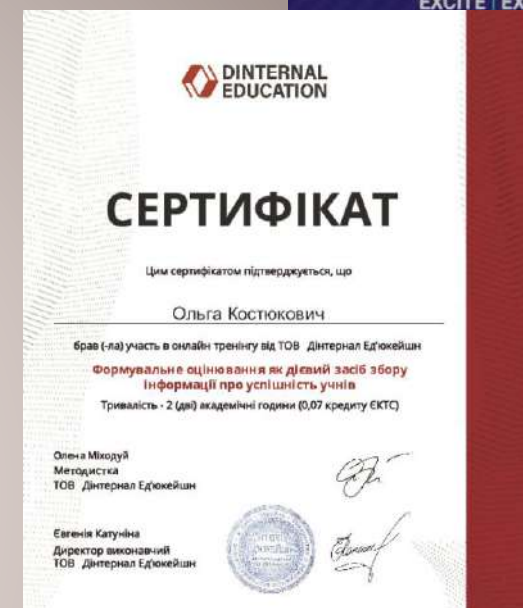 EXCITE | EX
DINTERNAL
EDUCATION
СЕРТИФІКАТ
Цим сертифікатом підтверджується, що
Ольга Костюкович
брав (-ла) участь в онлайн тренінгу від ТОВ Дінтернал Ед'юкейшн
Формувальне оцінювання як дієвий засіб збору
інформації про успішність учнів
Тривалість - 2 (дві) академічні години (0,07 кредиту ЄКТС)
Олена Міходуй
Методистка
ТОВ Дінтернал Ед'юкейшн
Євгенія Катуніна
Директор виконавчий
ТОВ Дінтернал Ед'юкейшн